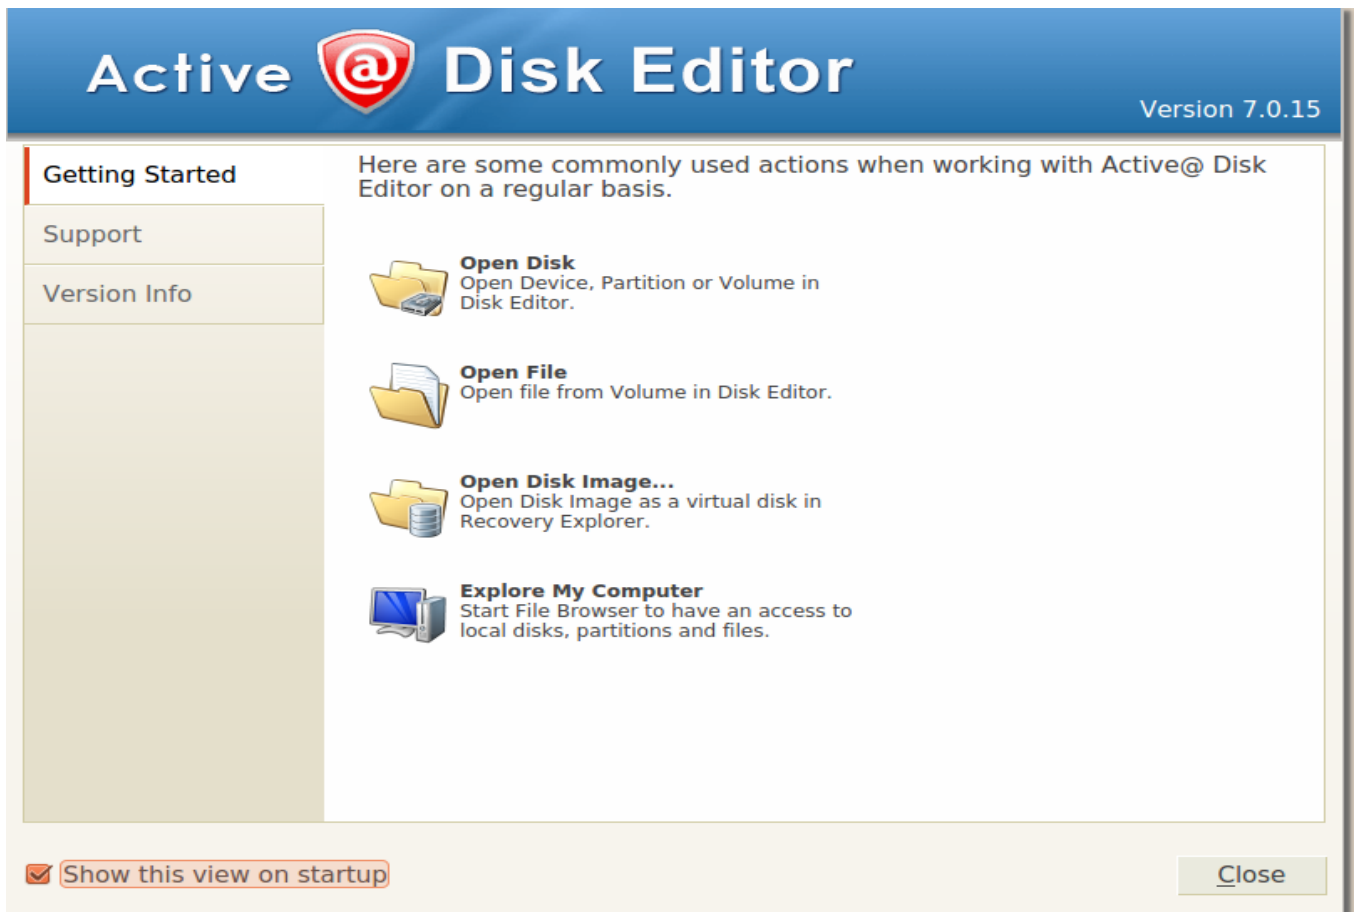 Active @ Disk Editor
Version 7.0.15
Getting Started
Support
Version Info
Here are some commonly used actions when working with Active@ Disk
Editor on a regular basis.
Open Disk
Open Device, Partition or Volume in
Disk Editor.
Open File
Open file from Volume in Disk Editor.
Open Disk Image...
Open Disk Image as a virtual disk in
Recovery Explorer.
Explore My Computer
Start File Browser to have an access to
local disks, partitions and files.
Show this view on startup
Close